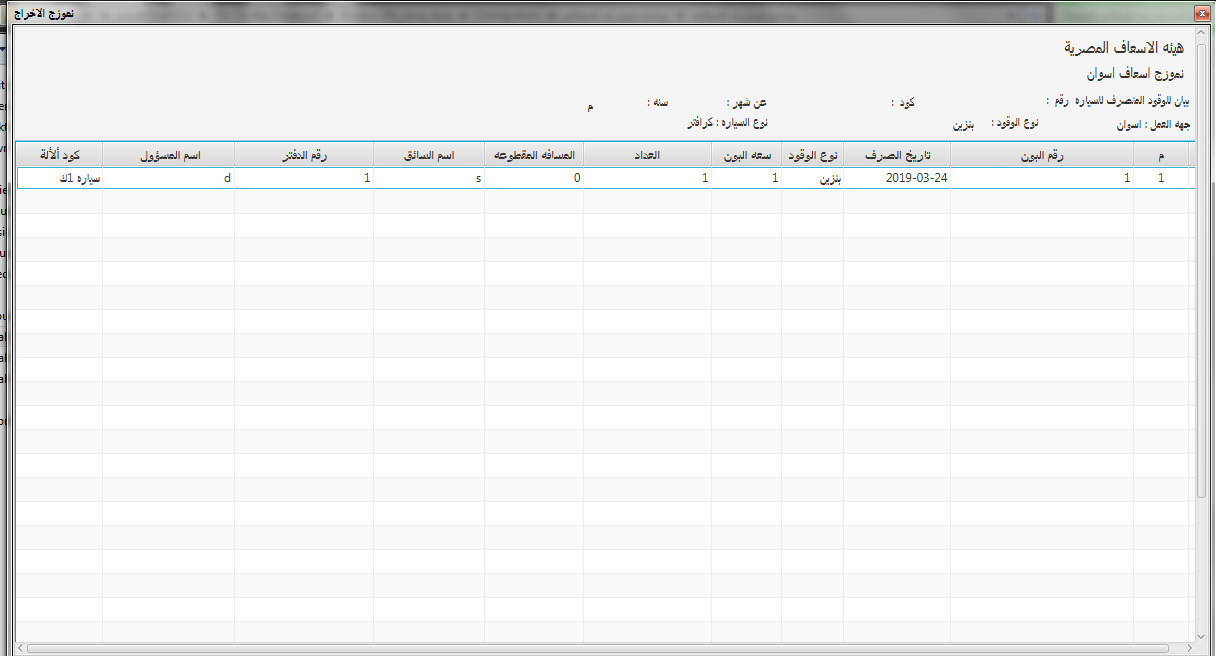 نموزج الاخراج
هيئه الاسعاف المصرية
نموزج اسعاف اسوان
بيان للوقود المنصرف للسياره رقم : كود : عن شهر : سنه : م
جهه العمل : اسوان نوع الوقود : بنزين نوع السياره : كرافتر
م رقم البون تاريخ الصرف نوع الوقود سعه البون العداد المسافه المقطوعه اسم السائق رقم الدفتر اسم المسؤول كود ألألة
1 1 2019-03-24 بنزين 1 1 0 s 1 d سياره 1ك